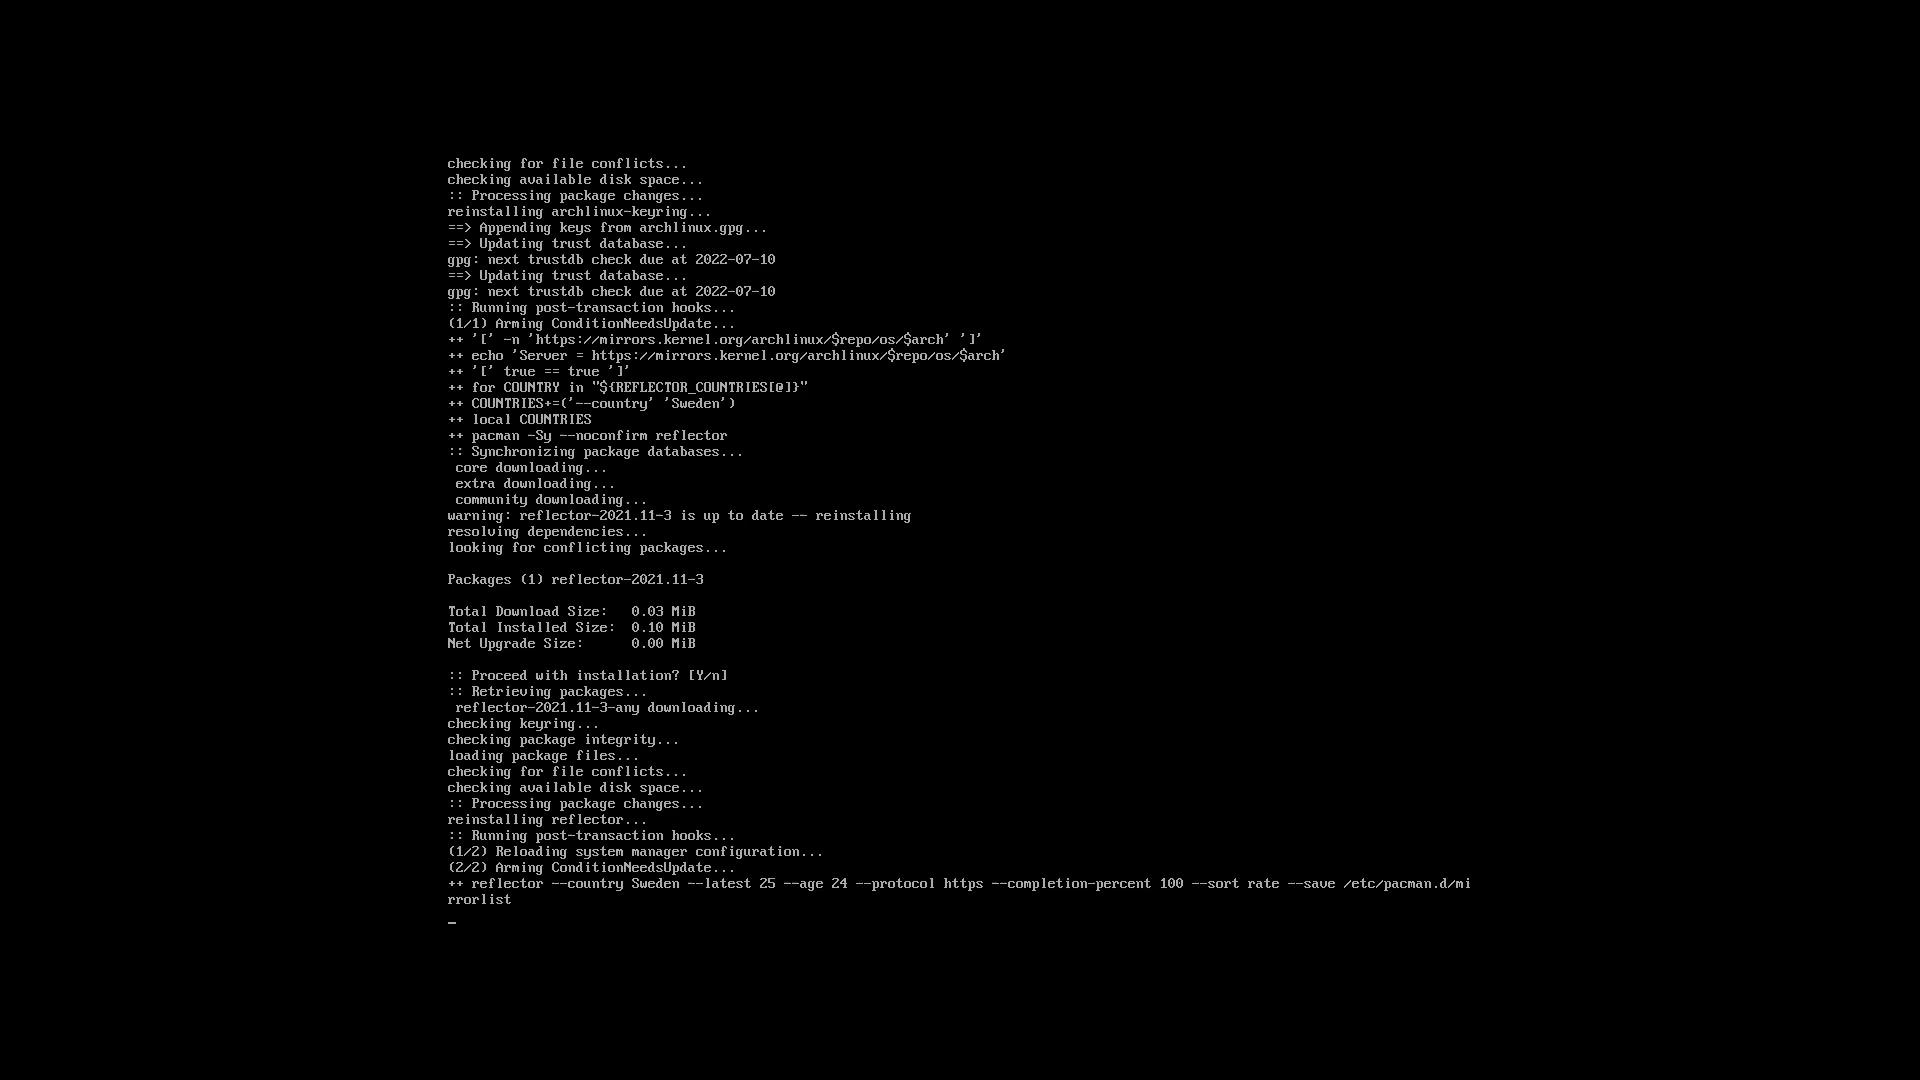 checking for file conflicts...
checking available disk space...
:: Processing package changes...
reinstalling archlinux-keyring...
==> Appending keys from archlinux.gpg...
==> Updating trust database...
gpg: next trustdb check due at 2022-07-10
==> Updating trust database...
gpg: next trustdb check due at 2022-07-10
:: Running post-transaction hooks...
(1/1) Arming ConditionNeedsUpdate...
++ '[' -n 'https://mirrors.kernel.org/archlinux/$repo/os/$arch' ']'
++ echo 'Server = https://mirrors.kernel.org/archlinux/$repo/os/$arch'
++ '[' true == true ']'
++ for COUNTRY in "${REFLECTOR_COUNTRIES[@]}"
++ COUNTRIES+=('--country' 'Sweden')
++ local COUNTRIES
++ pacman -Sy --noconfirm reflector
:: Synchronizing package databases...
 core downloading...
 extra downloading...
 community downloading...
warning: reflector-2021.11-3 is up to date -- reinstalling
resolving dependencies...
looking for conflicting packages...

Packages (1) reflector-2021.11-3

Total Download Size:   0.03 MiB
Total Installed Size:  0.10 MiB
Net Upgrade Size:      0.00 MiB

:: Proceed with installation? [Y/n]
:: Retrieving packages...
 reflector-2021.11-3-any downloading...
checking keyring...
checking package integrity...
loading package files...
checking for file conflicts...
checking available disk space...
:: Processing package changes...
reinstalling reflector...
:: Running post-transaction hooks...
(1/2) Reloading system manager configuration...
(2/2) Arming ConditionNeedsUpdate...
++ reflector --country Sweden --latest 25 --age 24 --protocol https --completion-percent 100 --sort rate --save /etc/pacman.d/mi
rrorlist
_